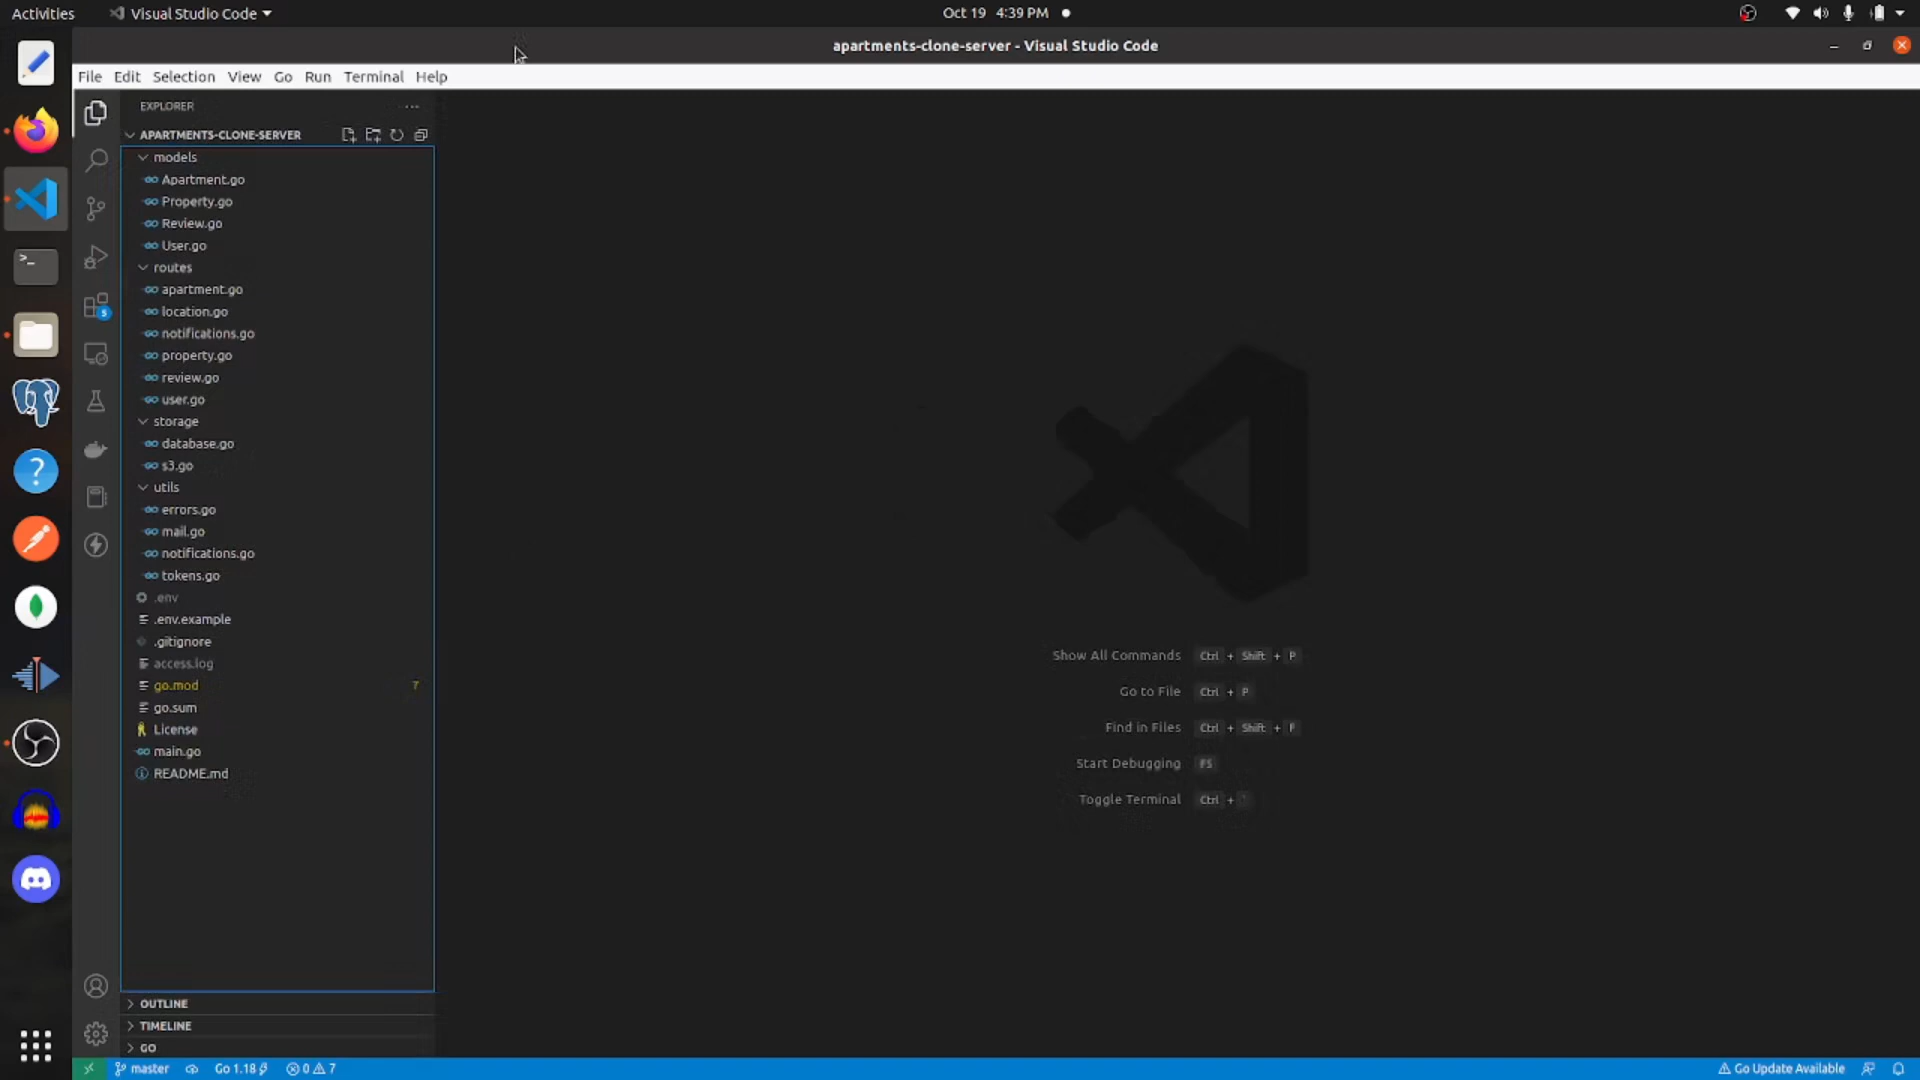 Activities
Visual Studio Code
Oct 19 4:39 PM
apartments-clone-server - Visual Studio Code
File Edit Selection View Go Run Terminal Help
EXPLORER
APARTMENTS-CLONE-SERVER
models
Apartment.go
Property.go
Review.go
User.go
routes
apartment.go
location.go
notifications.go
property.go
review.go
user.go
storage
database.go
s3.go
utils
errors.go
mail.go
notifications.go
tokens.go
.env
.env.example
.gitignore
access.log
go.mod 7
go.sum
License
main.go
README.md
5
Show All Commands Ctrl + Shift + P
Go to File Ctrl + P
Find in Files Ctrl + Shift + F
Start Debugging F5
Toggle Terminal Ctrl + `
OUTLINE
TIMELINE
GO
master
Go 1.18
0 7
Go Update Available